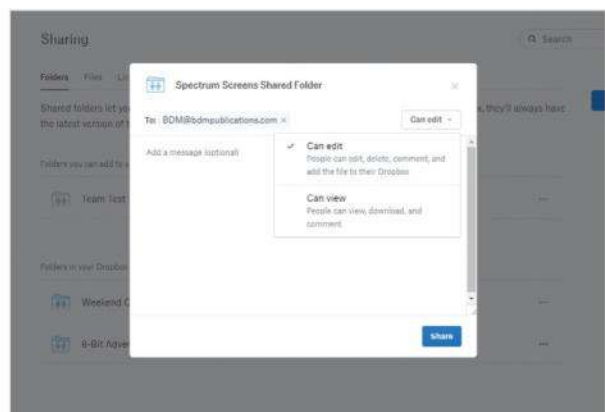 Sharing
Search
Folders Files
Shared folders let you
x, they'll always have
the latest version of
Folders you can add to
Team Test
Folders in your Dropbox
Weekend
8-Bit Adve
Spectrum Screens Shared Folder ×
To: BDM@bdmpublications.com × Can edit
Add a message (optional)
✓ Can edit
People can edit, delete, comment, and
add the file to their Dropbox
Can view
People can view, download, and
comment
Share